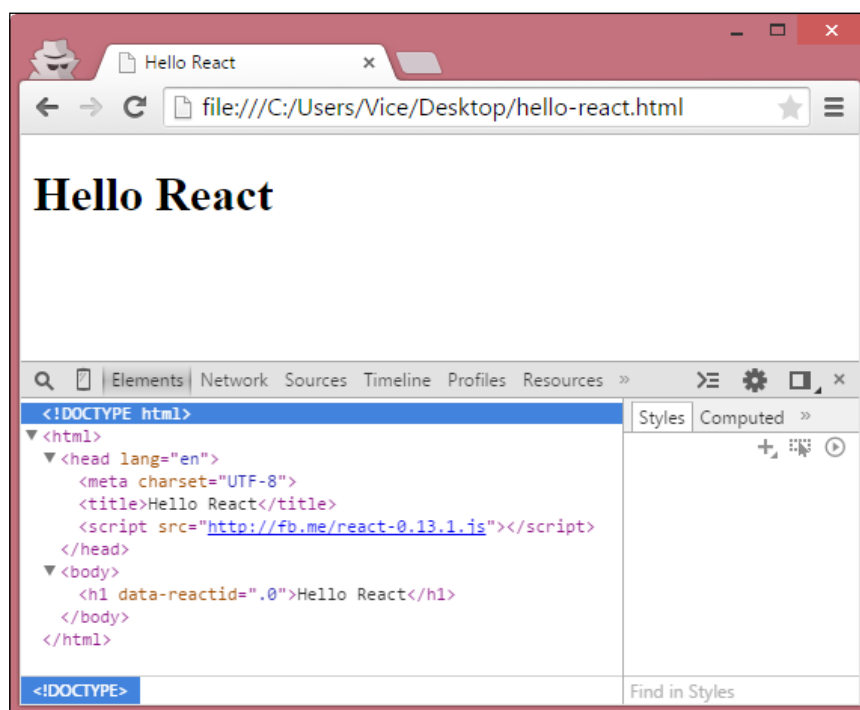 Hello React
file:///C:/Users/Vice/Desktop/hello-react.html
Hello React
Elements Network Sources Timeline Profiles Resources »
<!DOCTYPE html>
<html>
<head lang="en">
<meta charset="UTF-8">
<title>Hello React</title>
<script src="http://fb.me/react-0.13.1.js"></script>
</head>
<body>
<h1 data-reactid=".0">Hello React</h1>
</body>
</html>
<!DOCTYPE>
Styles Computed »
Find in Styles